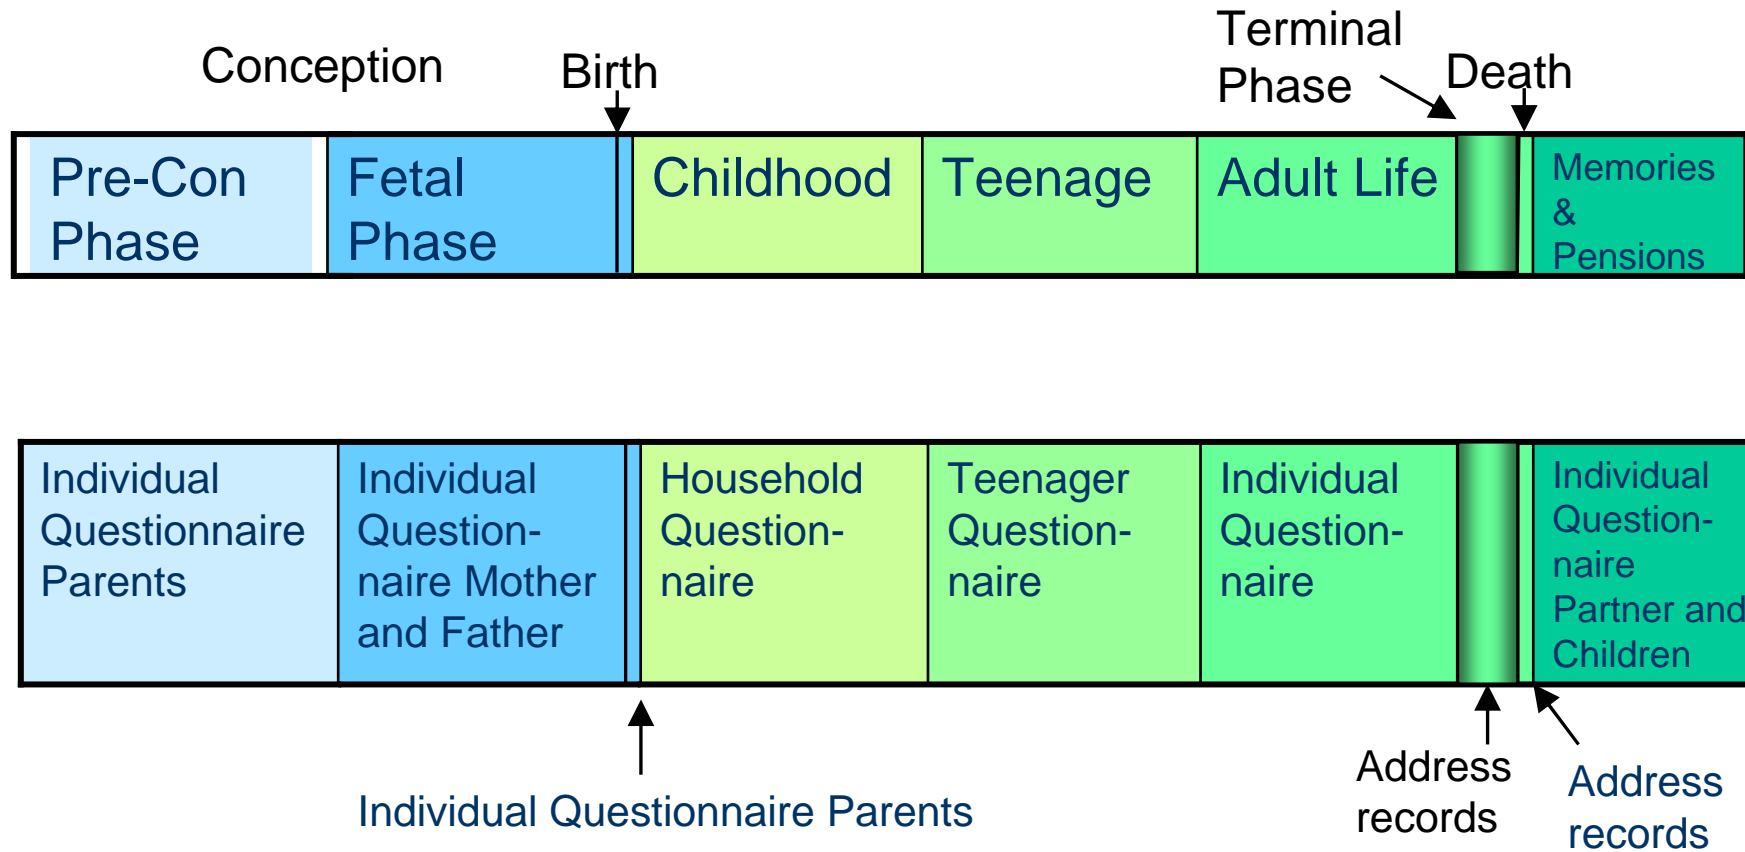 Conception
Birth
Terminal
Phase
Death
Pre-Con
Phase
Fetal
Phase
Childhood
Teenage
Adult Life
Memories
&
Pensions
Individual
Questionnaire
Parents
Individual
Question-
naire Mother
and Father
Household
Question-
naire
Teenager
Question-
naire
Individual
Question-
naire
Individual
Question-
naire
Partner and
Children
Individual Questionnaire Parents
Address
records
Address
records